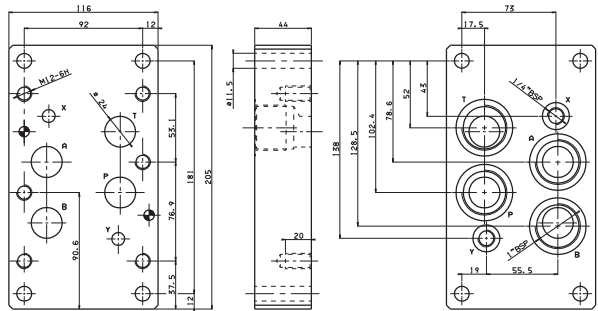 116
92
12
M12-6H
X
ø 24
T
A
P
B
Y
53.1
76.9
37.5
90.6
181
12
205
44
ø11.5
20
73
17.5
T
X
1/4"BSP
A
P
B
Y
1"BSP
43
52
78.6
102.4
128.5
138
19
55.5